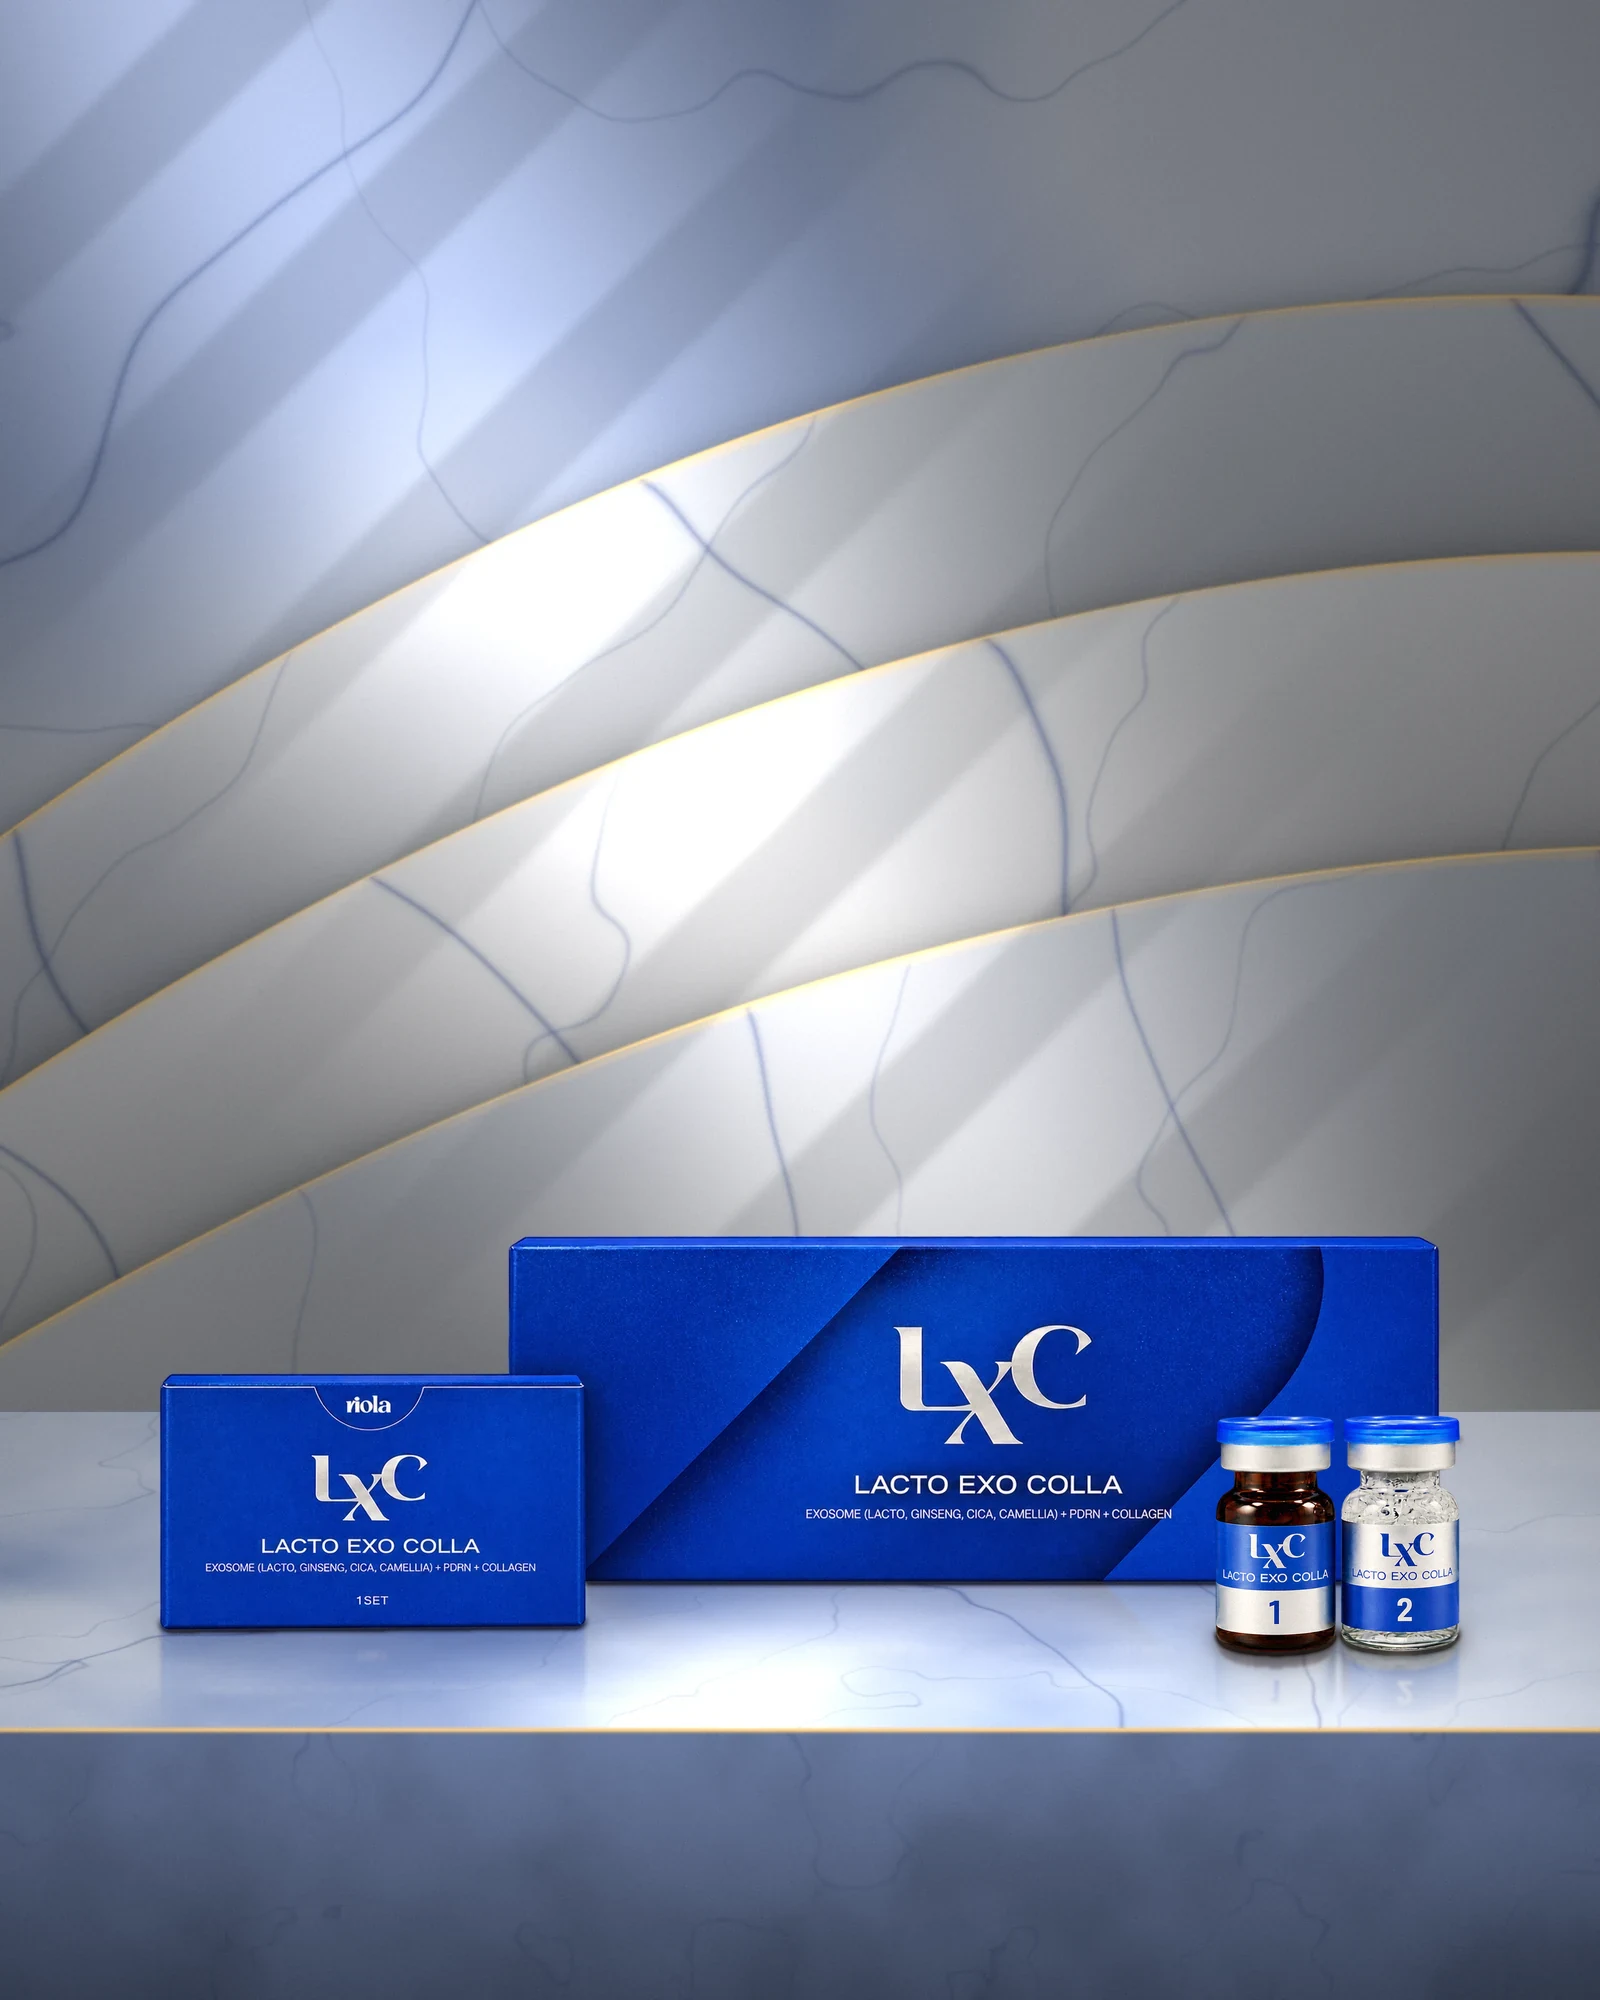 riola
LXC
LACTO EXO COLLA
EXOSOME (LACTO, GINSENG, CICA, CAMELLIA) + PDRN + COLLAGEN
1SET
LXC
LACTO EXO COLLA
EXOSOME (LACTO, GINSENG, CICA, CAMELLIA) + PDRN + COLLAGEN
LXC
LACTO EXO COLLA
1
LXC
LACTO EXO COLLA
2